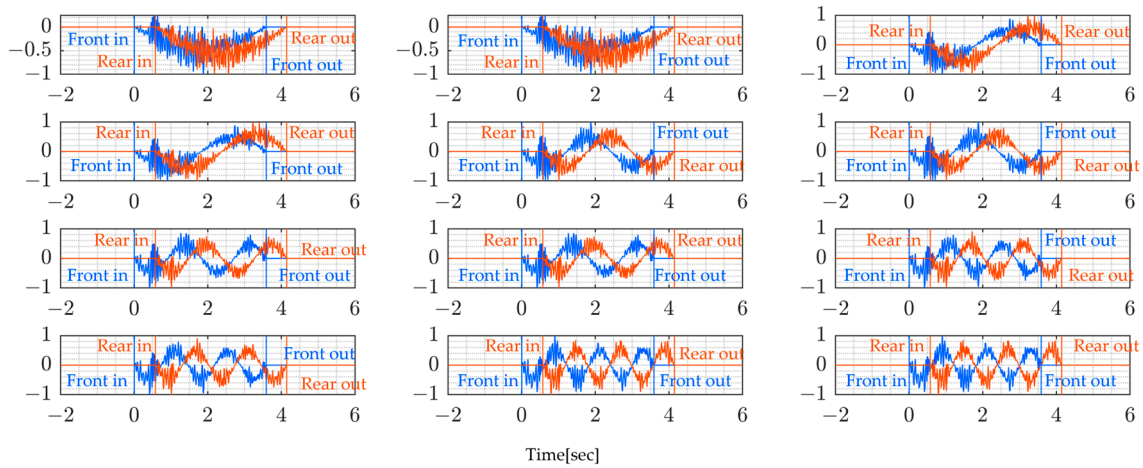 0
−0.5
−1
Front in
Rear in
Rear out
Front out
−2 0 2 4 6
0
−0.5
−1
Front in
Rear in
Rear out
Front out
−2 0 2 4 6
1
0
−1
Rear in
Front in
Rear out
Front out
−2 0 2 4 6
1
0
−1
Rear in
Front in
Rear out
Front out
−2 0 2 4 6
1
0
−1
Rear in
Front in
Front out
Rear out
−2 0 2 4 6
1
0
−1
Rear in
Front in
Front out
Rear out
−2 0 2 4 6
1
0
−1
Rear in
Front in
Rear out
Front out
−2 0 2 4 6
1
0
−1
Rear in
Front in
Rear out
Front out
−2 0 2 4 6
1
0
−1
Rear in
Front in
Front out
Rear out
−2 0 2 4 6
1
0
−1
Rear in
Front in
Front out
Rear out
−2 0 2 4 6
1
0
−1
Rear in
Front in
Rear out
Front out
−2 0 2 4 6
1
0
−1
Rear in
Front in
Rear out
Front out
−2 0 2 4 6
Time[sec]